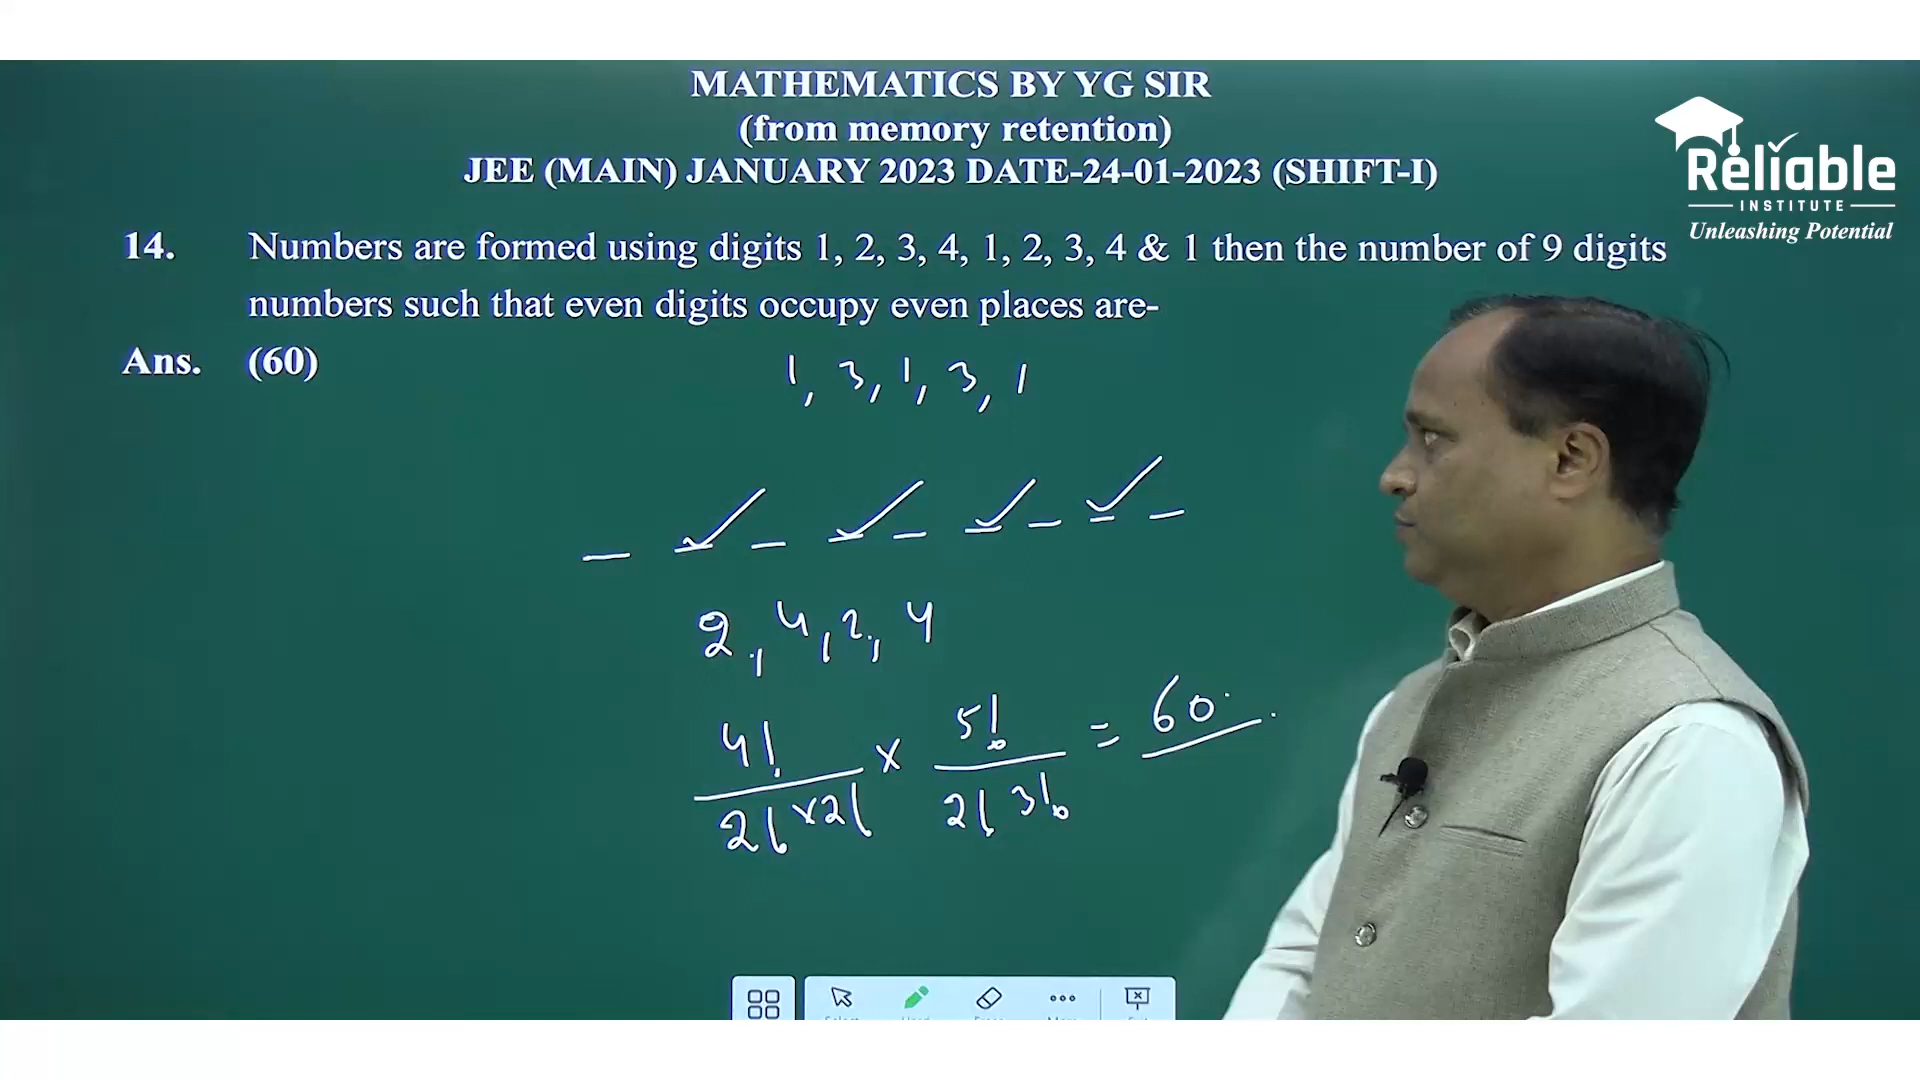 MATHEMATICS BY YG SIR
(from memory retention)
JEE (MAIN) JANUARY 2023 DATE-24-01-2023 (SHIFT-I)
Reliable
INSTITUTE
Unleashing Potential
14. Numbers are formed using digits 1, 2, 3, 4, 1, 2, 3, 4 & 1 then the number of 9 digits
numbers such that even digits occupy even places are-
Ans. (60)
1, 3, 1, 3, 1
2, 4, 2, 4
4!/(2! × 2!) × 5!/(2! 3!) = 60